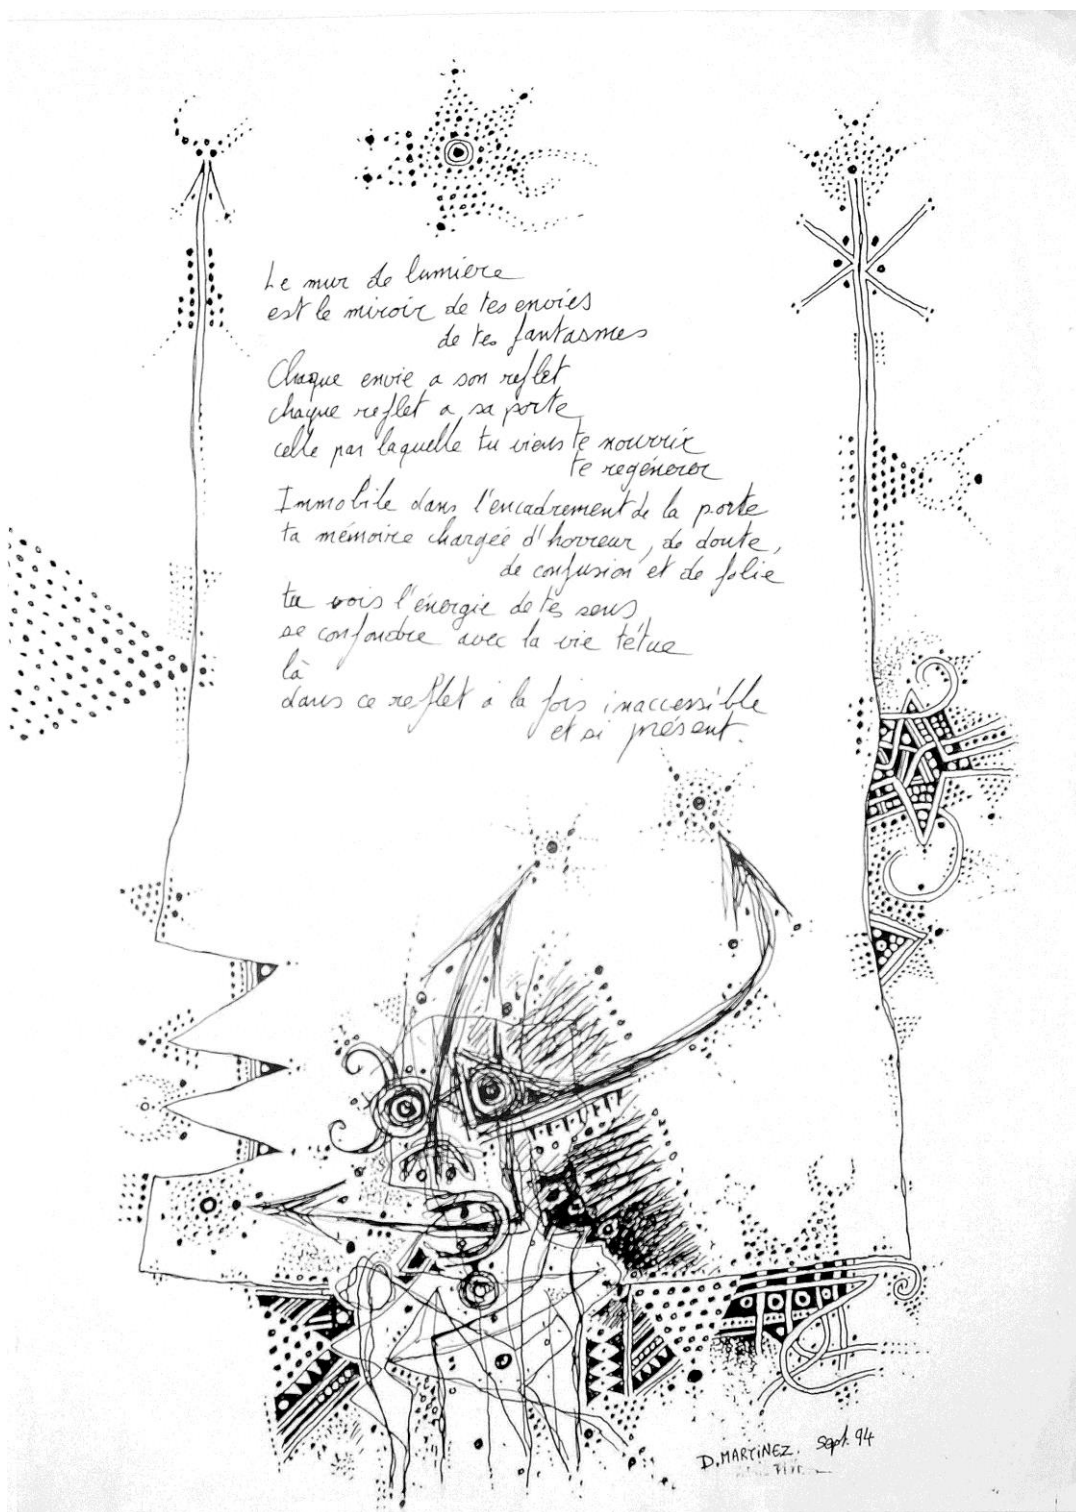 Le mur de lumière
est le miroir de tes envies
de tes fantasmes
Chaque envie a son reflet
chaque reflet a sa porte
celle par laquelle tu viens te nourrir
te regénérer
Immobile dans l'encadrement de la porte
ta mémoire chargée d'horreur, de doute,
de confusion et de folie
tu vois l'énergie de tes sens
se confondre avec la vie têtue
là
dans ce reflet à la fois inaccessible
et si présent.
D. MARTINEZ. Sept. 94